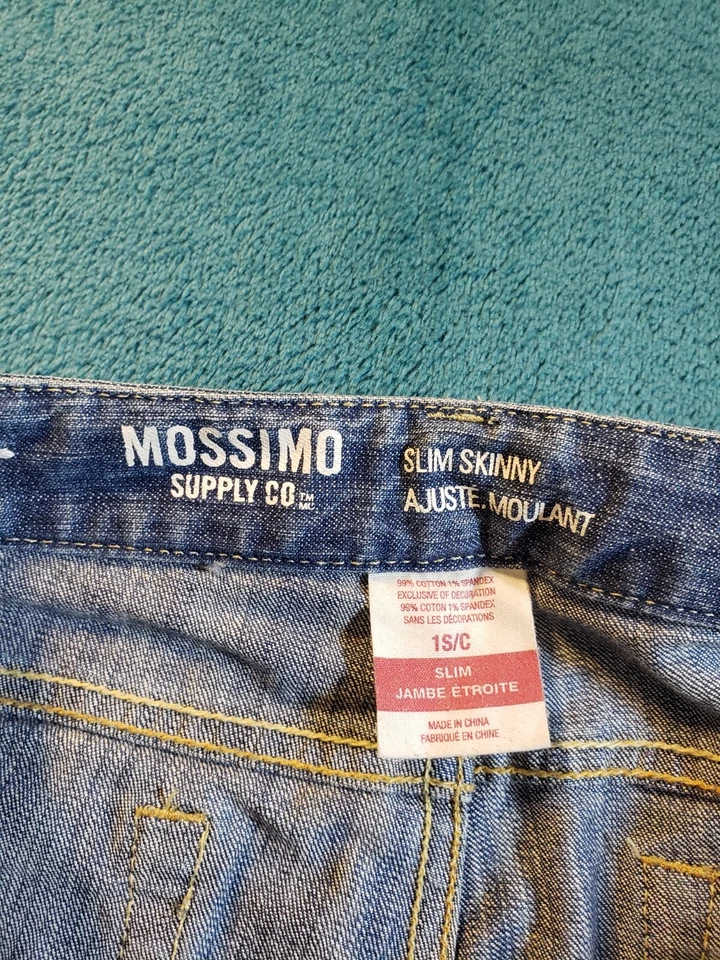 MOSSIMO
SUPPLY CO TM MC
SLIM SKINNY
AJUSTE. MOULANT
99% COTTON 1% SPANDEX
EXCLUSIVE OF DECORATION
99% COTON 1% SPANDEX
SANS LES DÉCORATIONS
1S/C
SLIM
JAMBE ÉTROITE
MADE IN CHINA
FABRIQUÉ EN CHINE